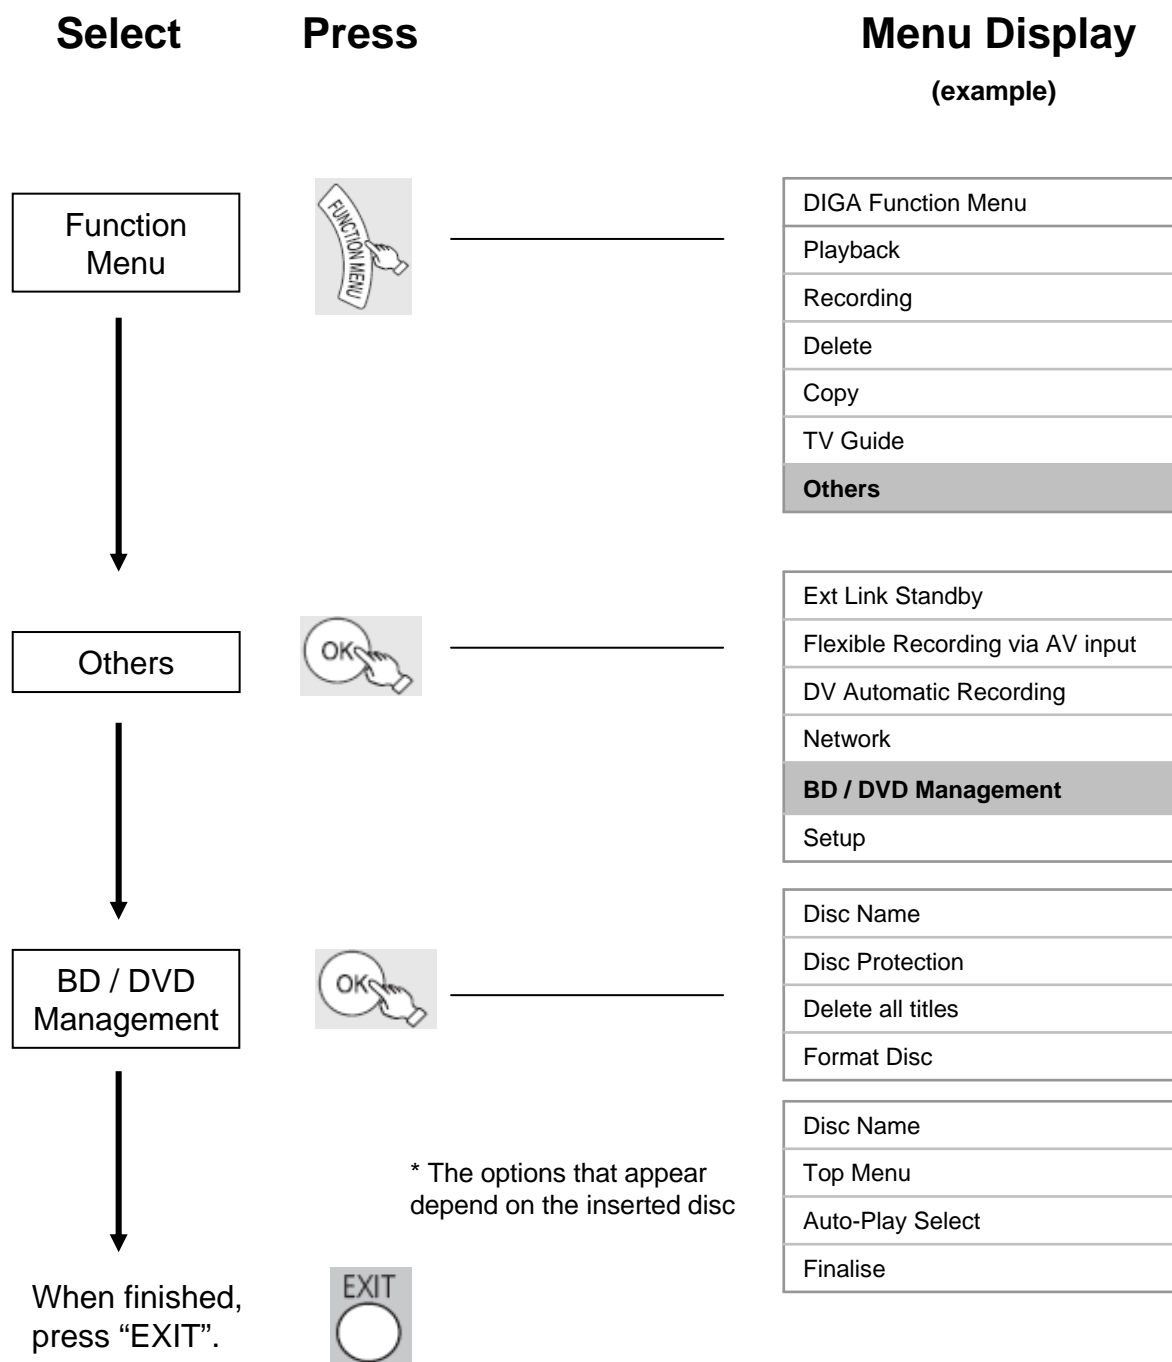 Select Press Menu Display
(example)
Function
Menu
FUNCTION MENU
DIGA Function Menu
Playback
Recording
Delete
Copy
TV Guide
Others
Others
OK
Ext Link Standby
Flexible Recording via AV input
DV Automatic Recording
Network
BD / DVD Management
Setup
BD / DVD
Management
OK
Disc Name
Disc Protection
Delete all titles
Format Disc
* The options that appear
depend on the inserted disc
Disc Name
Top Menu
Auto-Play Select
Finalise
When finished,
press “EXIT”.
EXIT